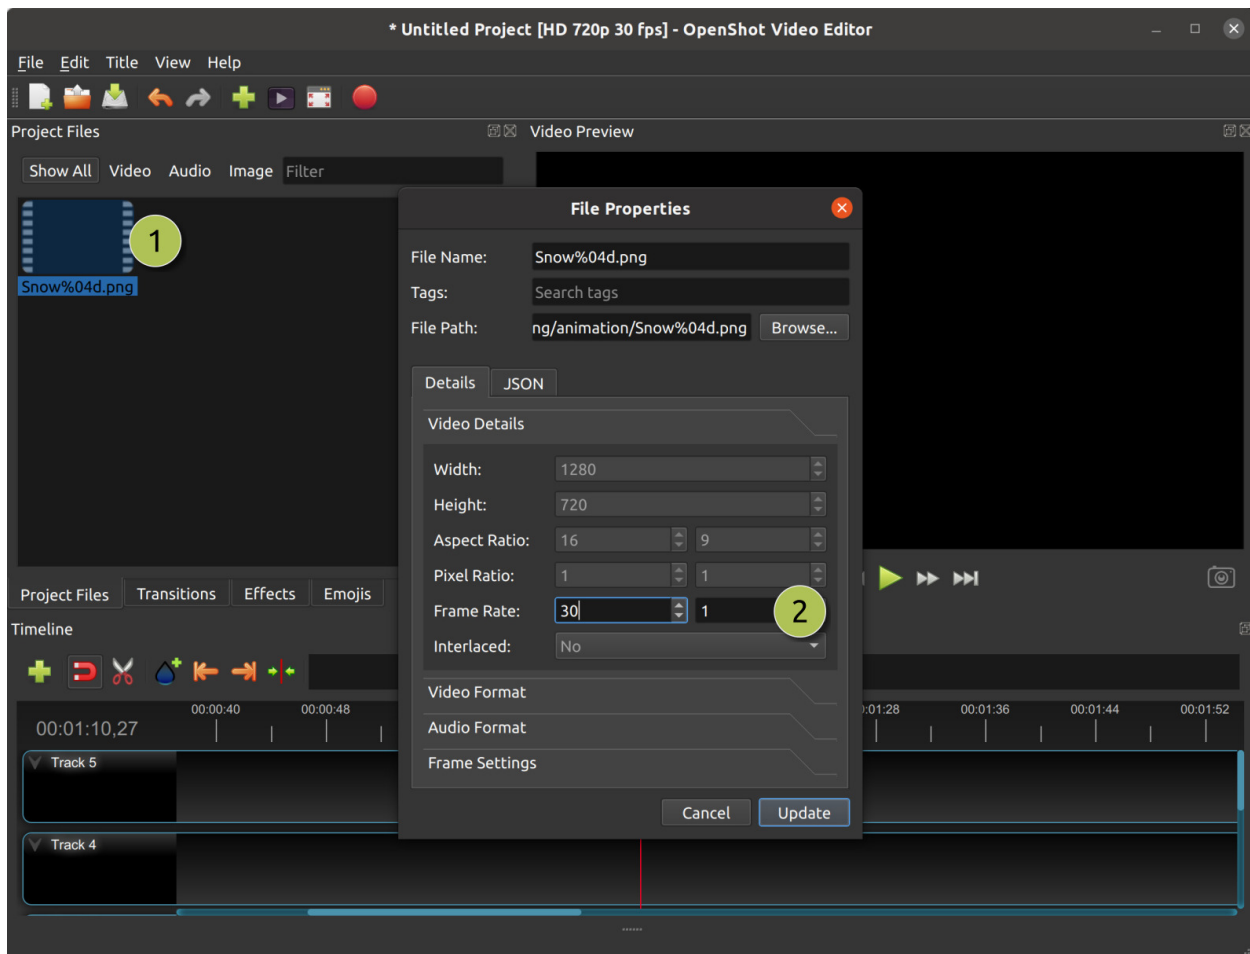 * Untitled Project [HD 720p 30 fps] - OpenShot Video Editor
File Edit Title View Help
Project Files
Video Preview
Show All Video Audio Image Filter
1
Snow%04d.png
File Properties
File Name: Snow%04d.png
Tags: Search tags
File Path: ng/animation/Snow%04d.png Browse...
Details JSON
Video Details
Width: 1280
Height: 720
Aspect Ratio: 16 9
Pixel Ratio: 1 1
Frame Rate: 30 1 2
Interlaced: No
Video Format
Audio Format
Frame Settings
Cancel Update
Project Files Transitions Effects Emojis
Timeline
00:01:10,27
00:00:40 00:00:48 :01:28 00:01:36 00:01:44 00:01:52
Track 5
Track 4